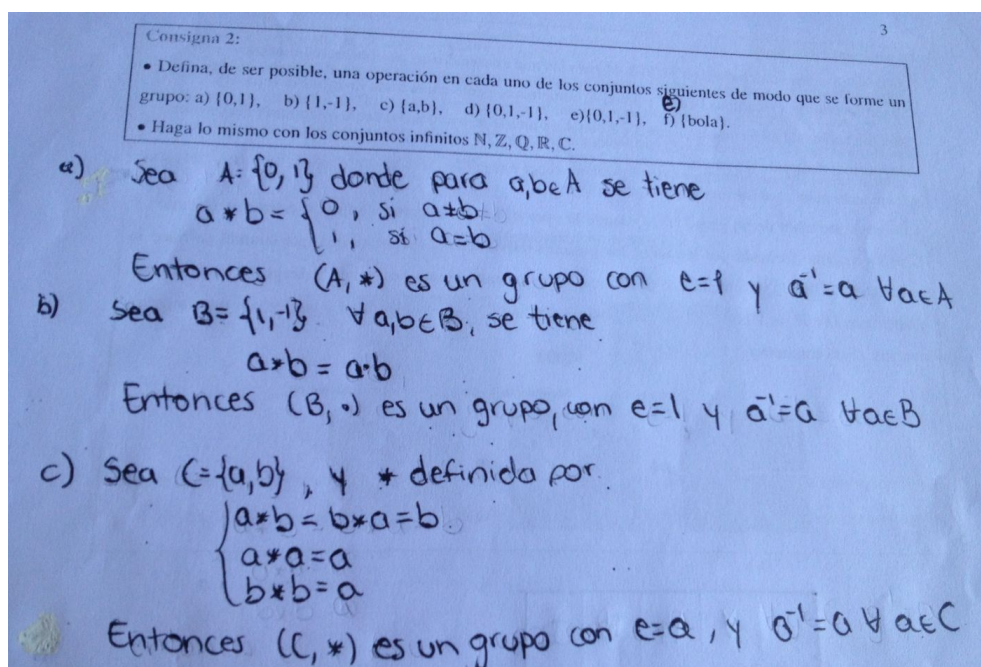 3
Consigna 2:
• Defina, de ser posible, una operación en cada uno de los conjuntos siguientes de modo que se forme un
grupo: a) {0,1}, b) {1,-1}, c) {a,b}, d) {0,1,-1}, e){0,1,-1}, e) f) {bola}.
• Haga lo mismo con los conjuntos infinitos ℕ, ℤ, ℚ, ℝ, ℂ.
a) Sea A= {0,1} donde para a,b∈A se tiene
a * b = { 0, si a≠b
1, si a=b
Entonces (A, *) es un grupo con e=1 y a⁻¹=a ∀a∈A
b) Sea B= {1,-1} ∀ a,b∈B, se tiene
a*b = a·b
Entonces (B, ·) es un grupo, con e=1 y a⁻¹=a ∀a∈B
c) Sea C={a,b}, y * definida por
{ a*b = b*a=b
a*a=a
b*b=a
Entonces (C, *) es un grupo con e=a, y a⁻¹=a ∀ a∈C